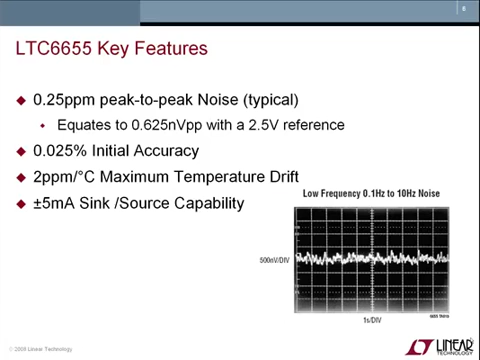 8
LTC6655 Key Features
0.25ppm peak-to-peak Noise (typical)
Equates to 0.625nVpp with a 2.5V reference
0.025% Initial Accuracy
2ppm/°C Maximum Temperature Drift
±5mA Sink /Source Capability
Low Frequency 0.1Hz to 10Hz Noise
500nV/DIV
1s/DIV
© 2009 Linear Technology
LINEAR
TECHNOLOGY